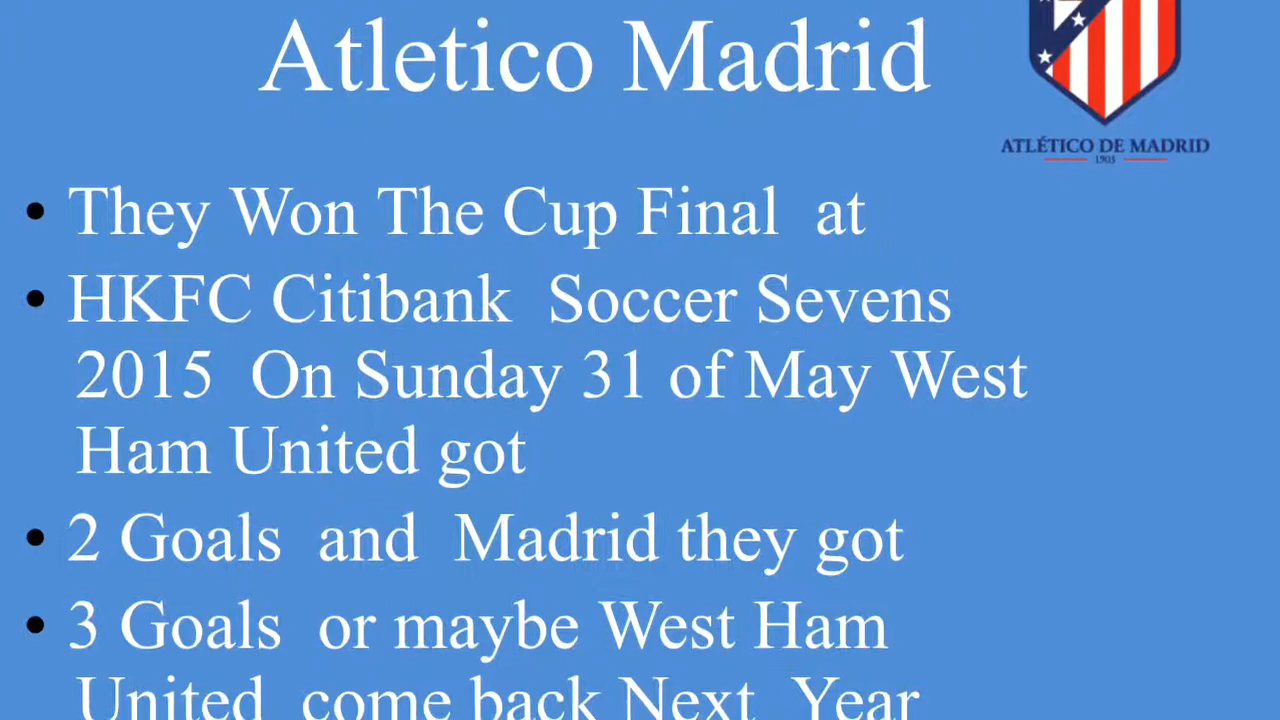 Atletico Madrid
ATLÉTICO DE MADRID
1903
• They Won The Cup Final at
• HKFC Citibank Soccer Sevens
2015 On Sunday 31 of May West
Ham United got
• 2 Goals and Madrid they got
• 3 Goals or maybe West Ham
United come back Next Year